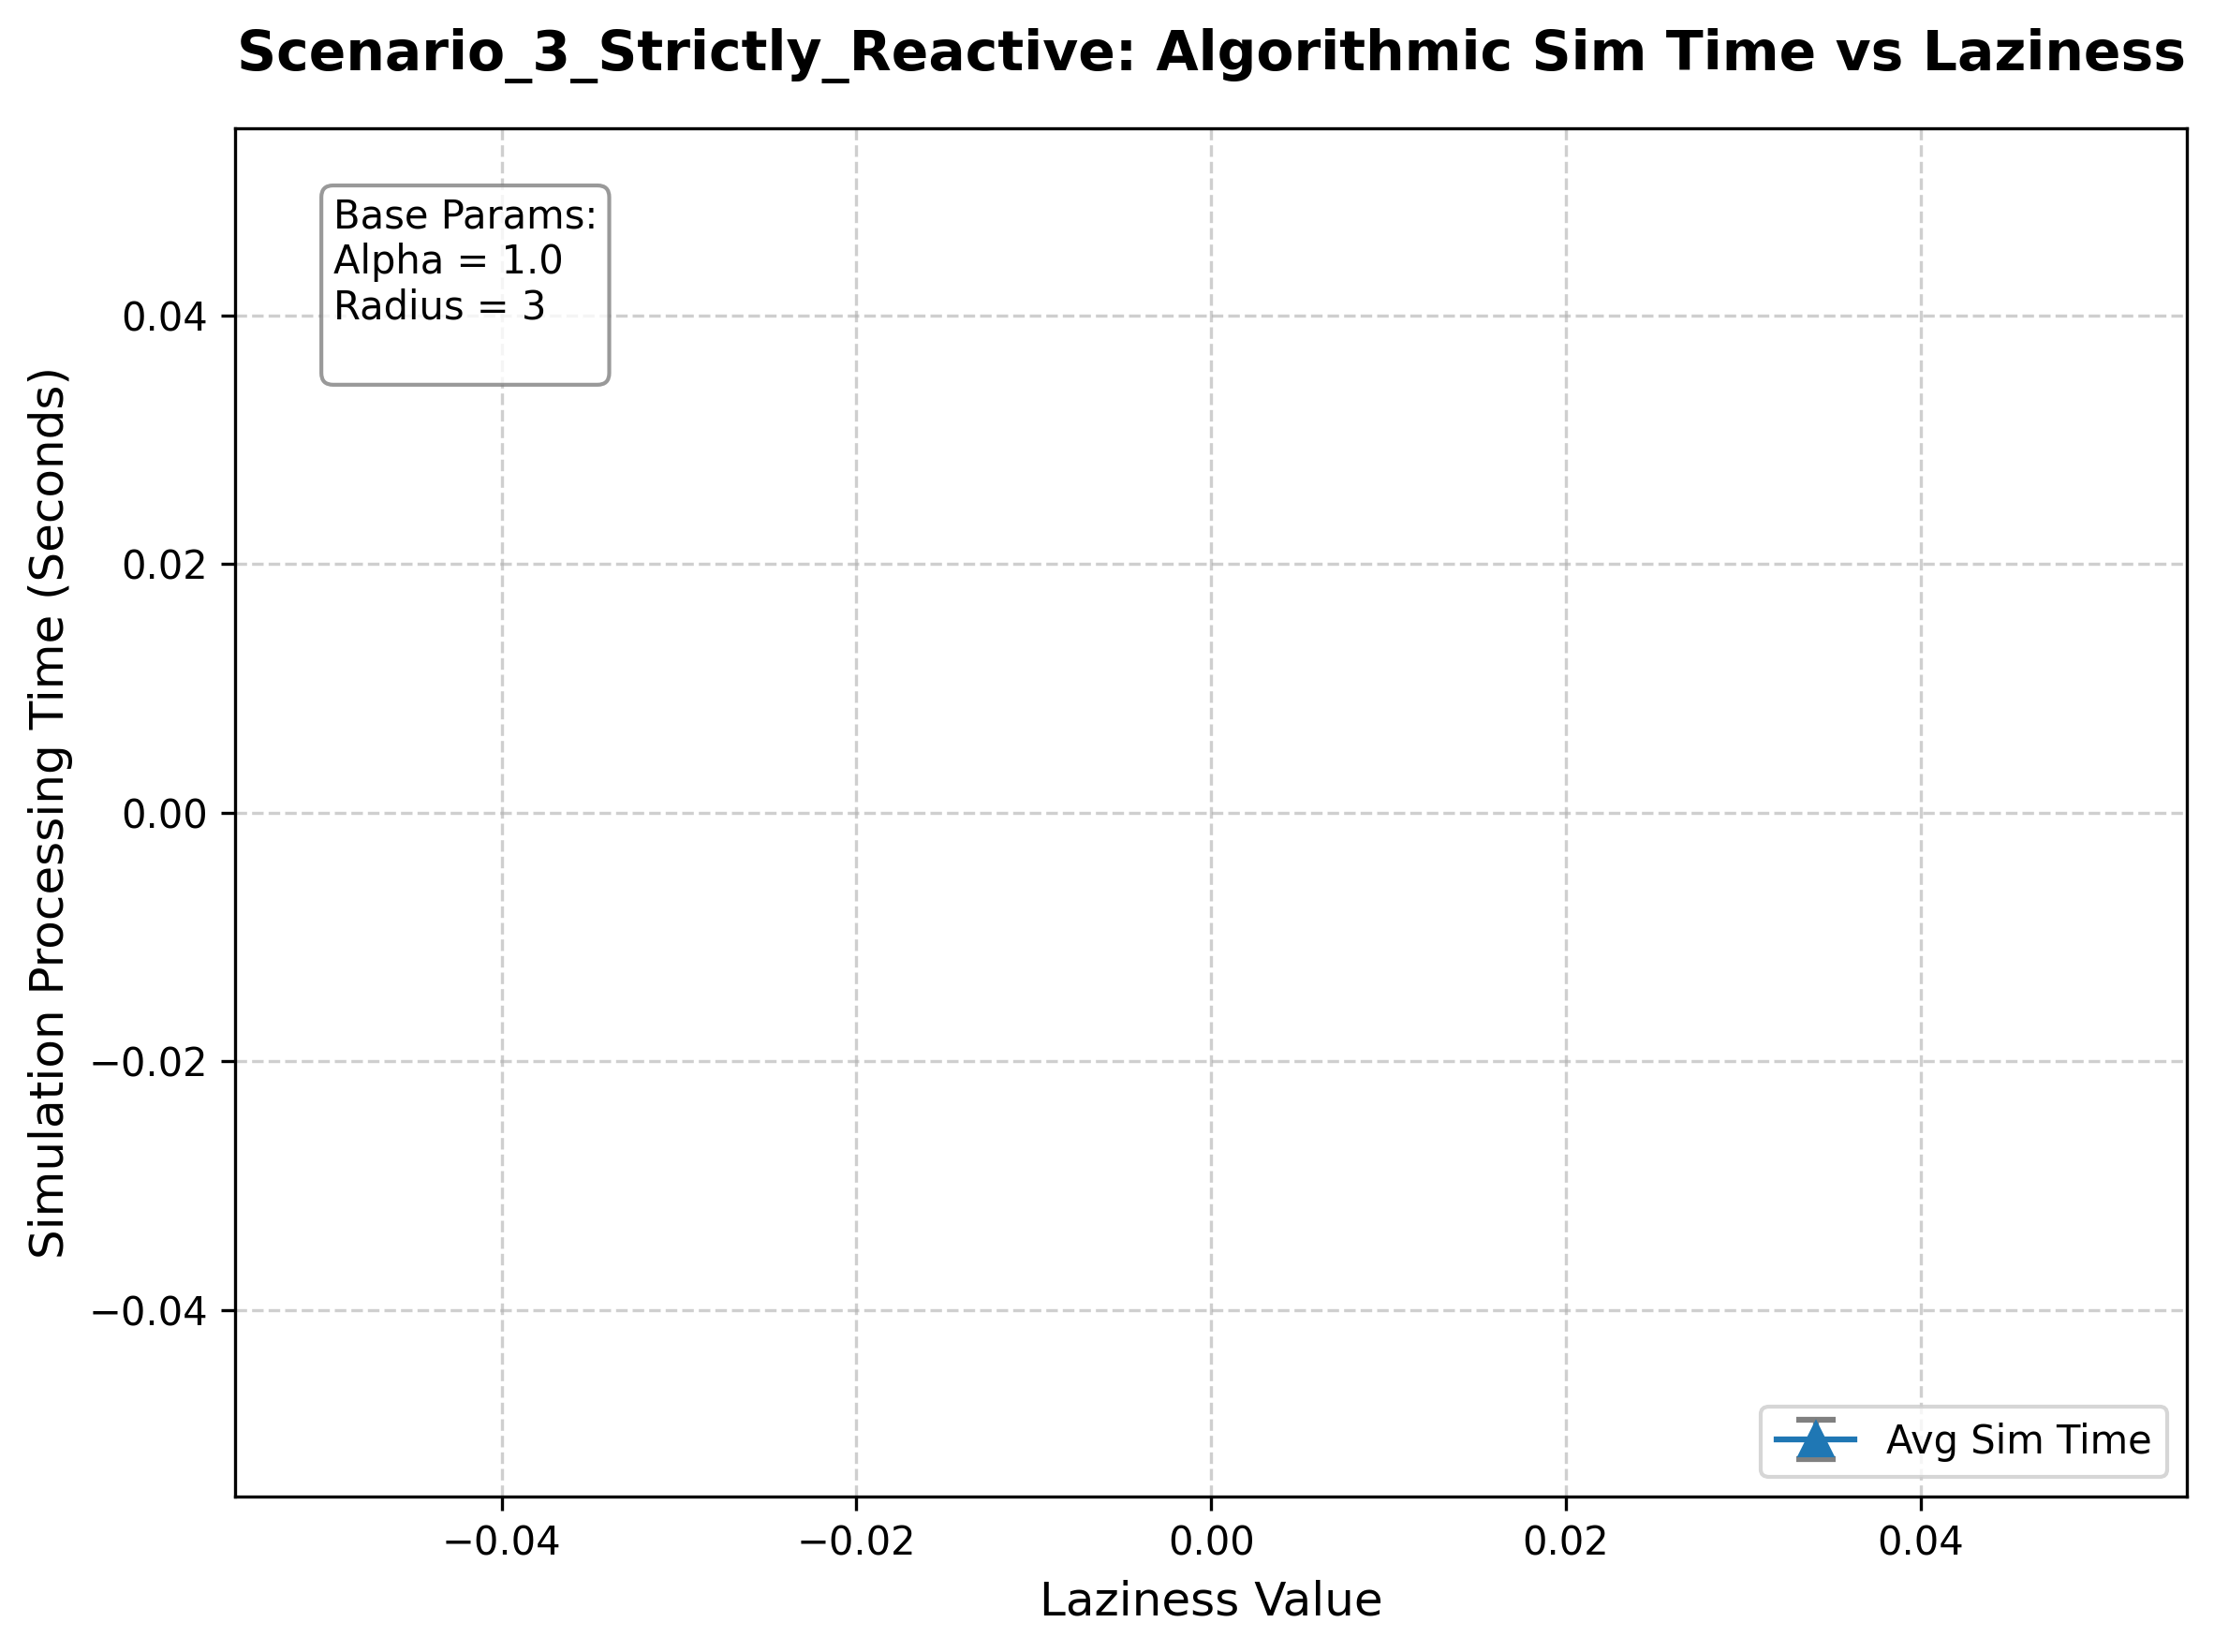 Scenario_3_Strictly_Reactive: Algorithmic Sim Time vs Laziness
Base Params:
Alpha = 1.0
Radius = 3
Simulation Processing Time (Seconds)
0.04
0.02
0.00
−0.02
−0.04
Avg Sim Time
−0.04
−0.02
0.00
0.02
0.04
Laziness Value